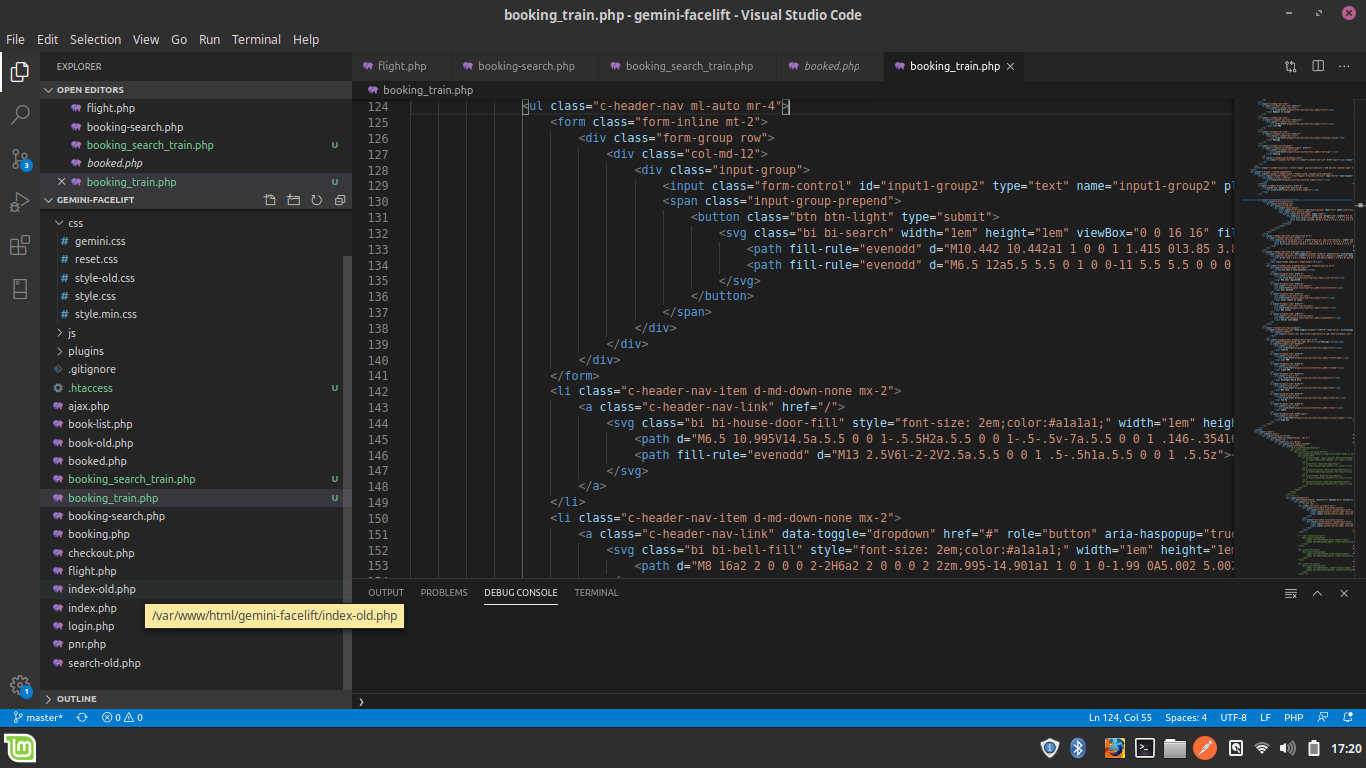 booking_train.php - gemini-facelift - Visual Studio Code
File Edit Selection View Go Run Terminal Help
EXPLORER
OPEN EDITORS
flight.php
booking-search.php
booking_search_train.php U
booked.php
booking_train.php U
GEMINI-FACELIFT
css
gemini.css
reset.css
style-old.css
style.css
style.min.css
js
plugins
.gitignore
.htaccess U
ajax.php
book-list.php
book-old.php
booked.php
booking_search_train.php U
booking_train.php U
booking-search.php
booking.php
checkout.php
flight.php
index-old.php
index.php
login.php
pnr.php
search-old.php
/var/www/html/gemini-facelift/index-old.php
OUTLINE
3
1
flight.php booking-search.php booking_search_train.php booked.php booking_train.php
booking_train.php
124 <ul class="c-header-nav ml-auto mr-4">
125 <form class="form-inline mt-2">
126 <div class="form-group row">
127 <div class="col-md-12">
128 <div class="input-group">
129 <input class="form-control" id="input1-group2" type="text" name="input1-group2" pl
130 <span class="input-group-prepend">
131 <button class="btn btn-light" type="submit">
132 <svg class="bi bi-search" width="1em" height="1em" viewBox="0 0 16 16" fil
133 <path fill-rule="evenodd" d="M10.442 10.442a1 1 0 0 1 1.415 0l3.85 3.8
134 <path fill-rule="evenodd" d="M6.5 12a5.5 5.5 0 1 0 0-11 5.5 5.5 0 0 0
135 </svg>
136 </button>
137 </span>
138 </div>
139 </div>
140 </div>
141 </form>
142 <li class="c-header-nav-item d-md-down-none mx-2">
143 <a class="c-header-nav-link" href="/">
144 <svg class="bi bi-house-door-fill" style="font-size: 2em;color:#a1a1a1;" width="1em" heigh
145 <path d="M6.5 10.995V14.5a.5.5 0 0 1-.5.5H2a.5.5 0 0 1-.5-.5v-7a.5.5 0 0 1 .146-.354l6
146 <path fill-rule="evenodd" d="M13 2.5V6l-2-2V2.5a.5.5 0 0 1 .5-.5h1a.5.5 0 0 1 .5.5z">
147 </svg>
148 </a>
149 </li>
150 <li class="c-header-nav-item d-md-down-none mx-2">
151 <a class="c-header-nav-link" data-toggle="dropdown" href="#" role="button" aria-haspopup="true
152 <svg class="bi bi-bell-fill" style="font-size: 2em;color:#a1a1a1;" width="1em" height="1em
153 <path d="M8 16a2 2 0 0 0 2-2H6a2 2 0 0 0 2 2zm.995-14.901a1 1 0 1 0-1.99 0A5.002 5.002
OUTPUT PROBLEMS DEBUG CONSOLE TERMINAL
master* 0 0 Ln 124, Col 55 Spaces: 4 UTF-8 LF PHP
17:20